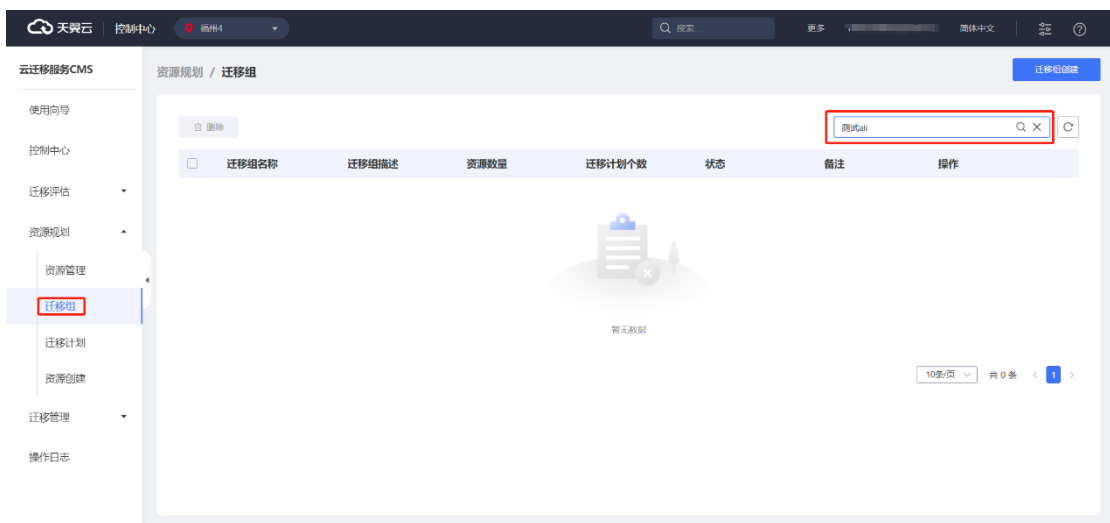 天翼云 控制中心 福州4 搜索... 更多 简体中文
云迁移服务CMS
资源规划 / 迁移组
迁移组创建
使用向导
控制中心
迁移评估
资源规划
资源管理
迁移组
迁移计划
资源创建
迁移管理
操作日志
删除
测试ali
迁移组名称 迁移组描述 资源数量 迁移计划个数 状态 备注 操作
暂无数据
10条/页 共 0 条 1